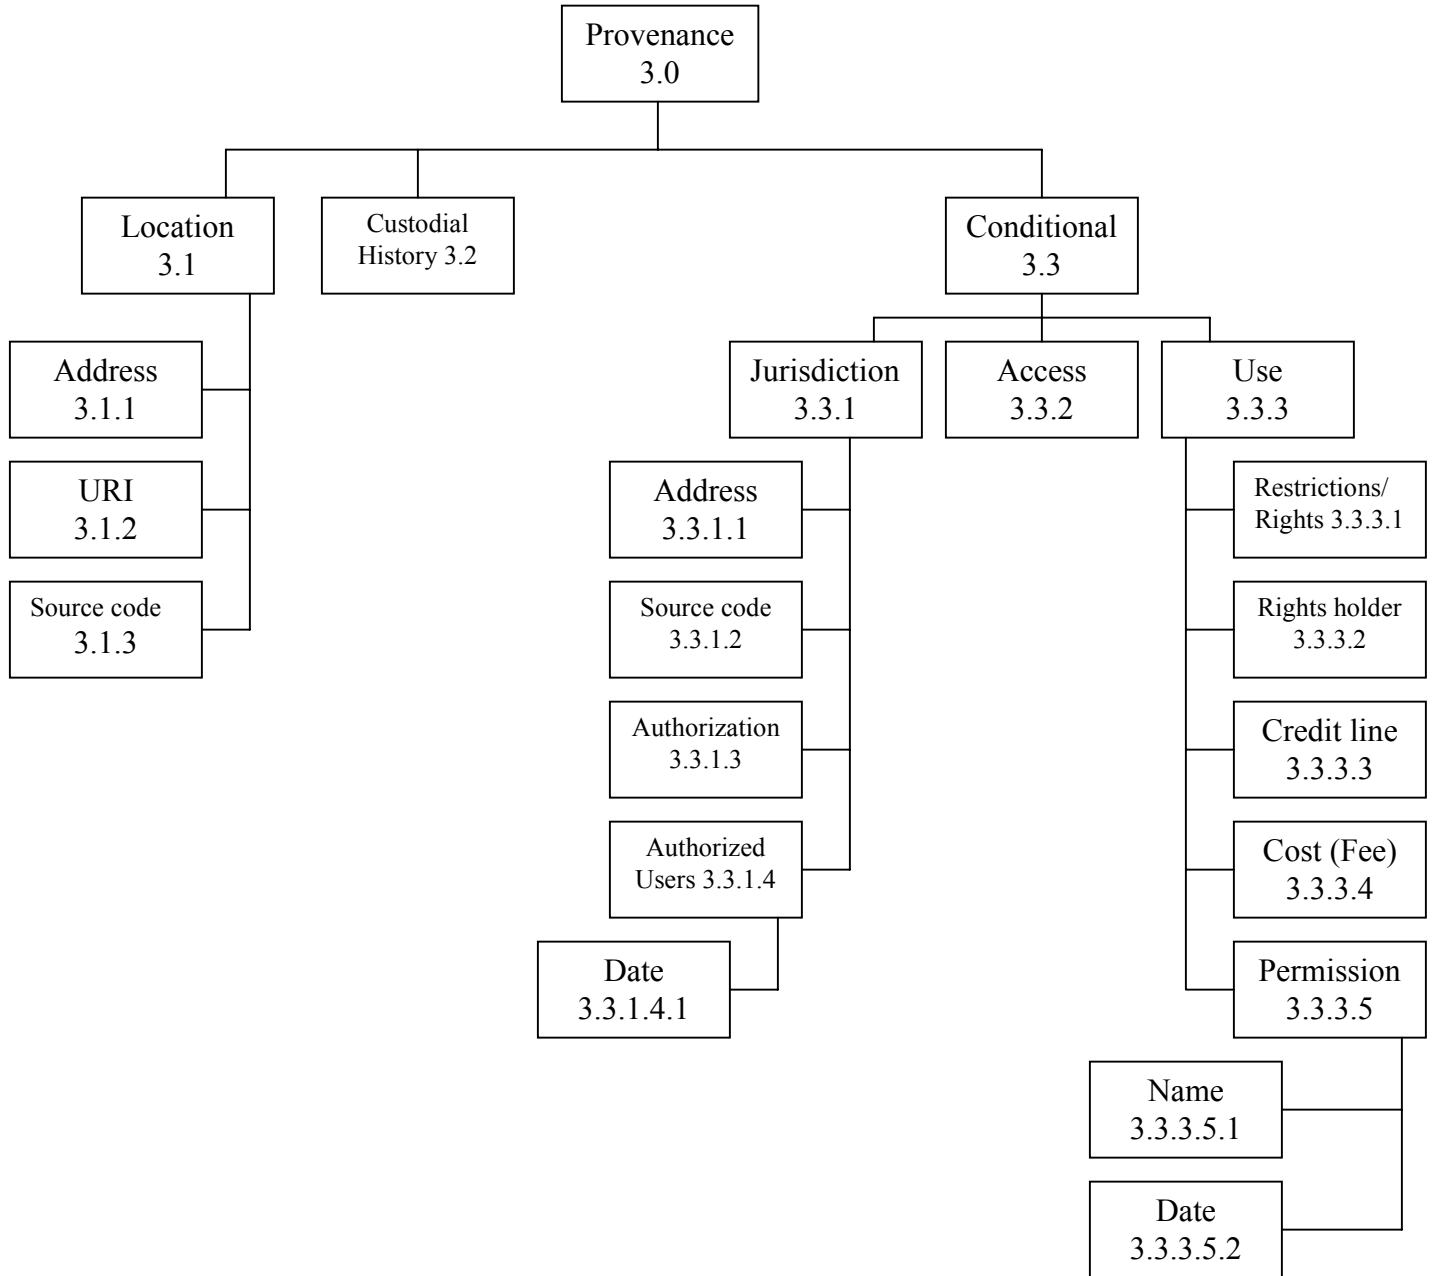 Provenance
3.0
Location
3.1
Custodial
History 3.2
Conditional
3.3
Address
3.1.1
URI
3.1.2
Source code
3.1.3
Jurisdiction
3.3.1
Access
3.3.2
Use
3.3.3
Address
3.3.1.1
Source code
3.3.1.2
Authorization
3.3.1.3
Authorized
Users 3.3.1.4
Date
3.3.1.4.1
Restrictions/
Rights 3.3.3.1
Rights holder
3.3.3.2
Credit line
3.3.3.3
Cost (Fee)
3.3.3.4
Permission
3.3.3.5
Name
3.3.3.5.1
Date
3.3.3.5.2